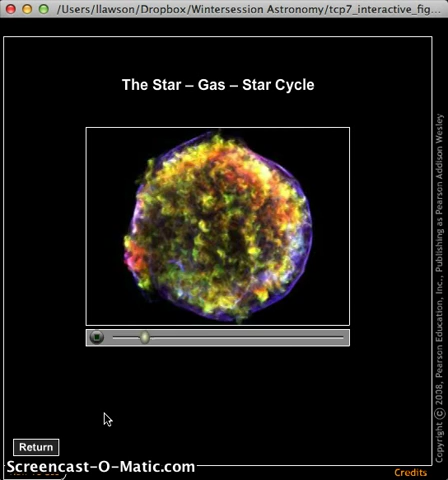 /Users/llawson/Dropbox/Wintersession Astronomy/tcp7_interactive_fig...
The Star – Gas – Star Cycle
Copyright © 2008, Pearson Education, Inc., Publishing as Pearson Addison Wesley
Return
Screencast-O-Matic.com
Credits